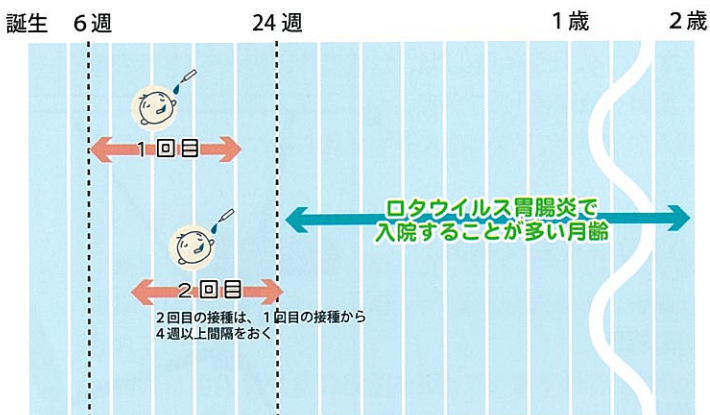 誕生 6週 24週 1歳 2歳
1回目
ロタウイルス胃腸炎で
入院することが多い月齢
2回目
2回目の接種は、1回目の接種から
4週以上間隔をおく